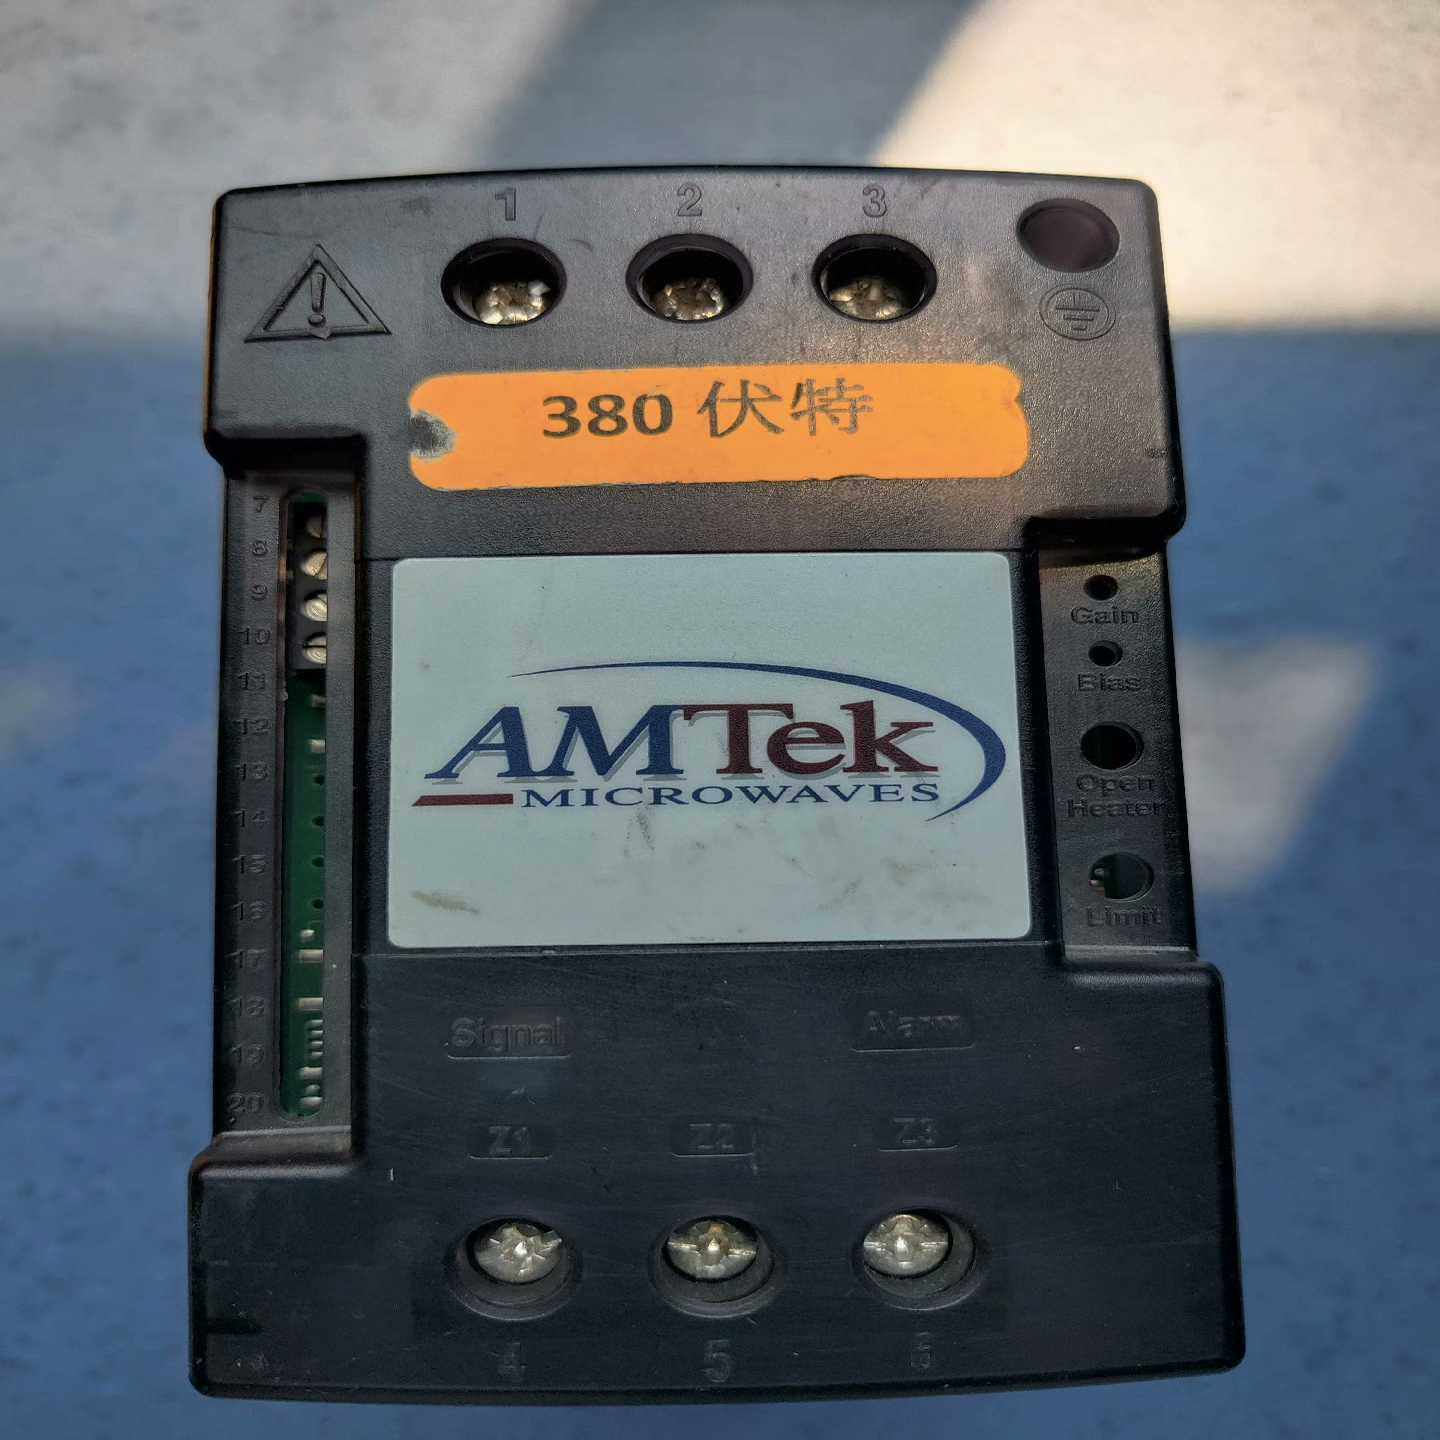 1 2 3
380 伏特
7
8
9
10
11
12
13
14
15
16
17
18
19
20
Gain
Bias
Open
Heater
Limit
AMTek
MICROWAVES
Signal Alarm
Z1 Z2 Z3
4 5 6